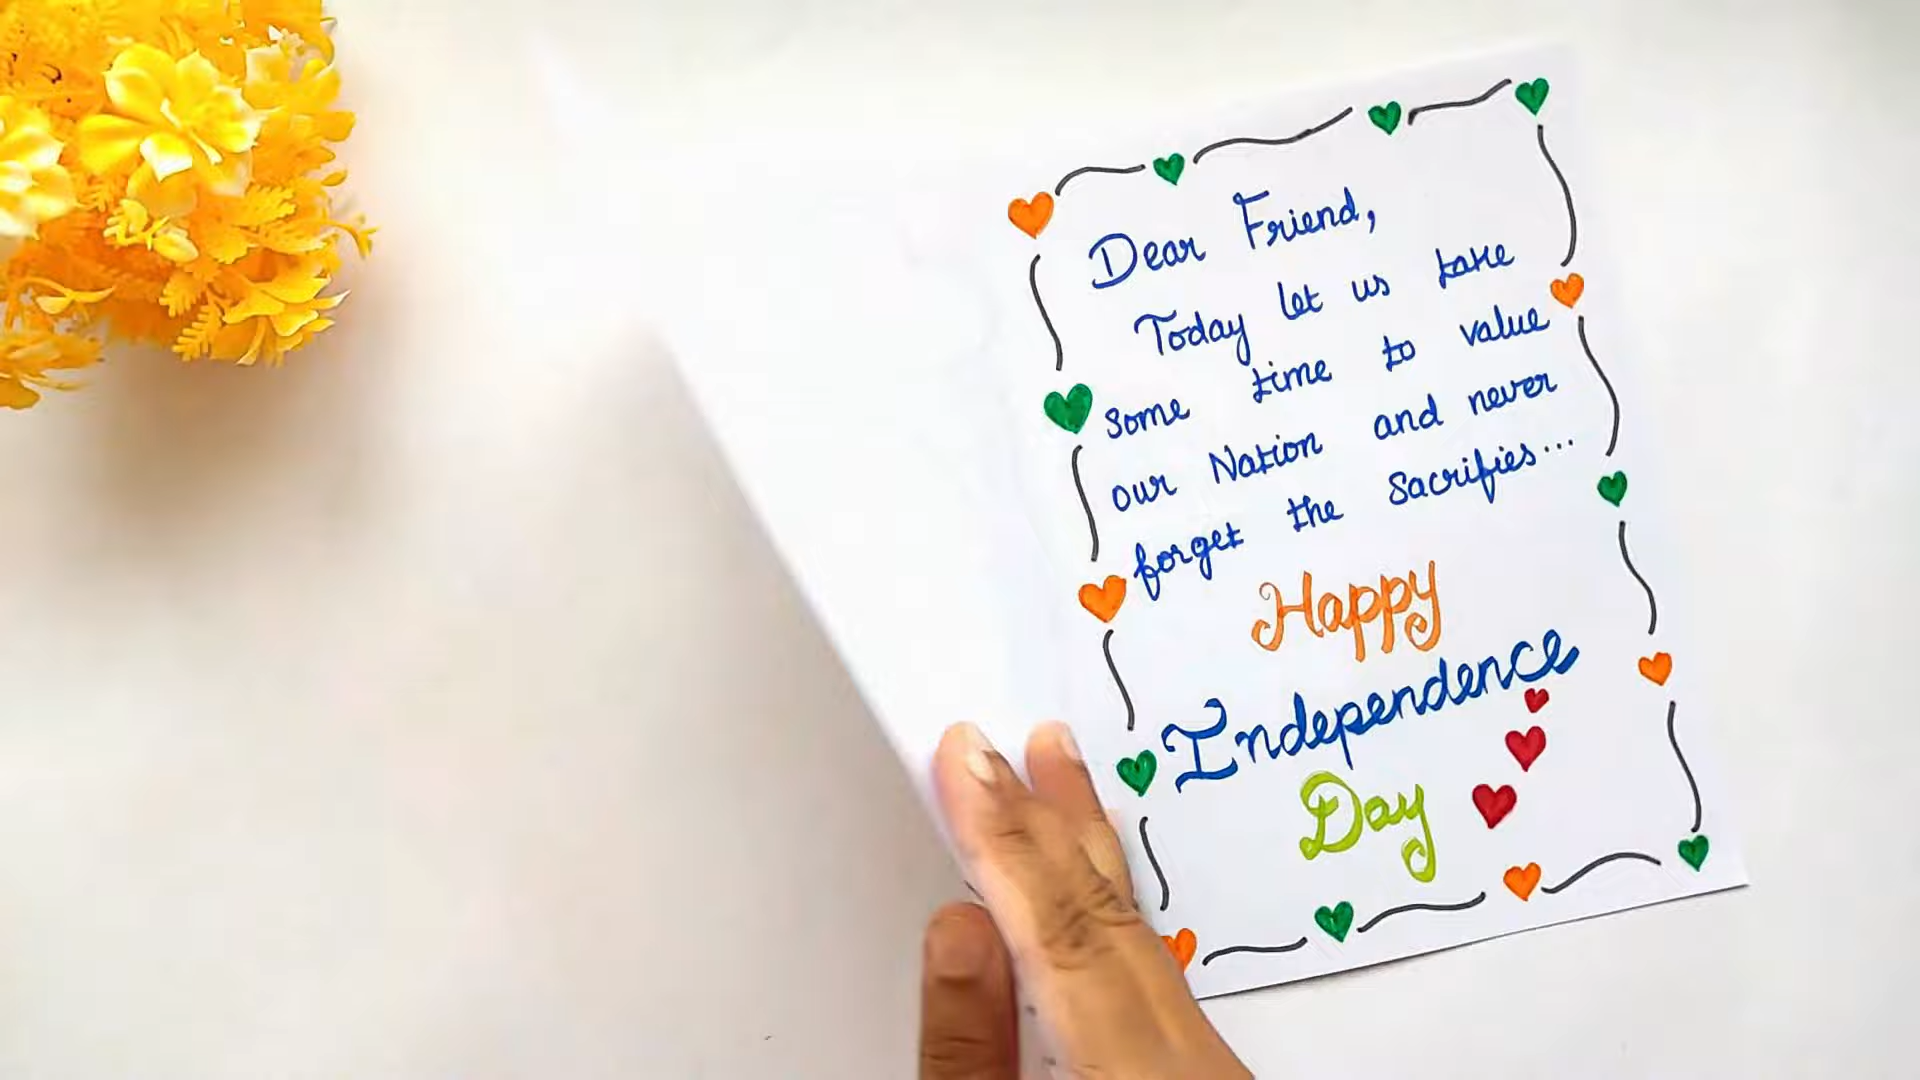 Dear Friend,
Today let us take
some time to value
our Nation and never
forget the Sacrifies...
Happy
Independence
Day